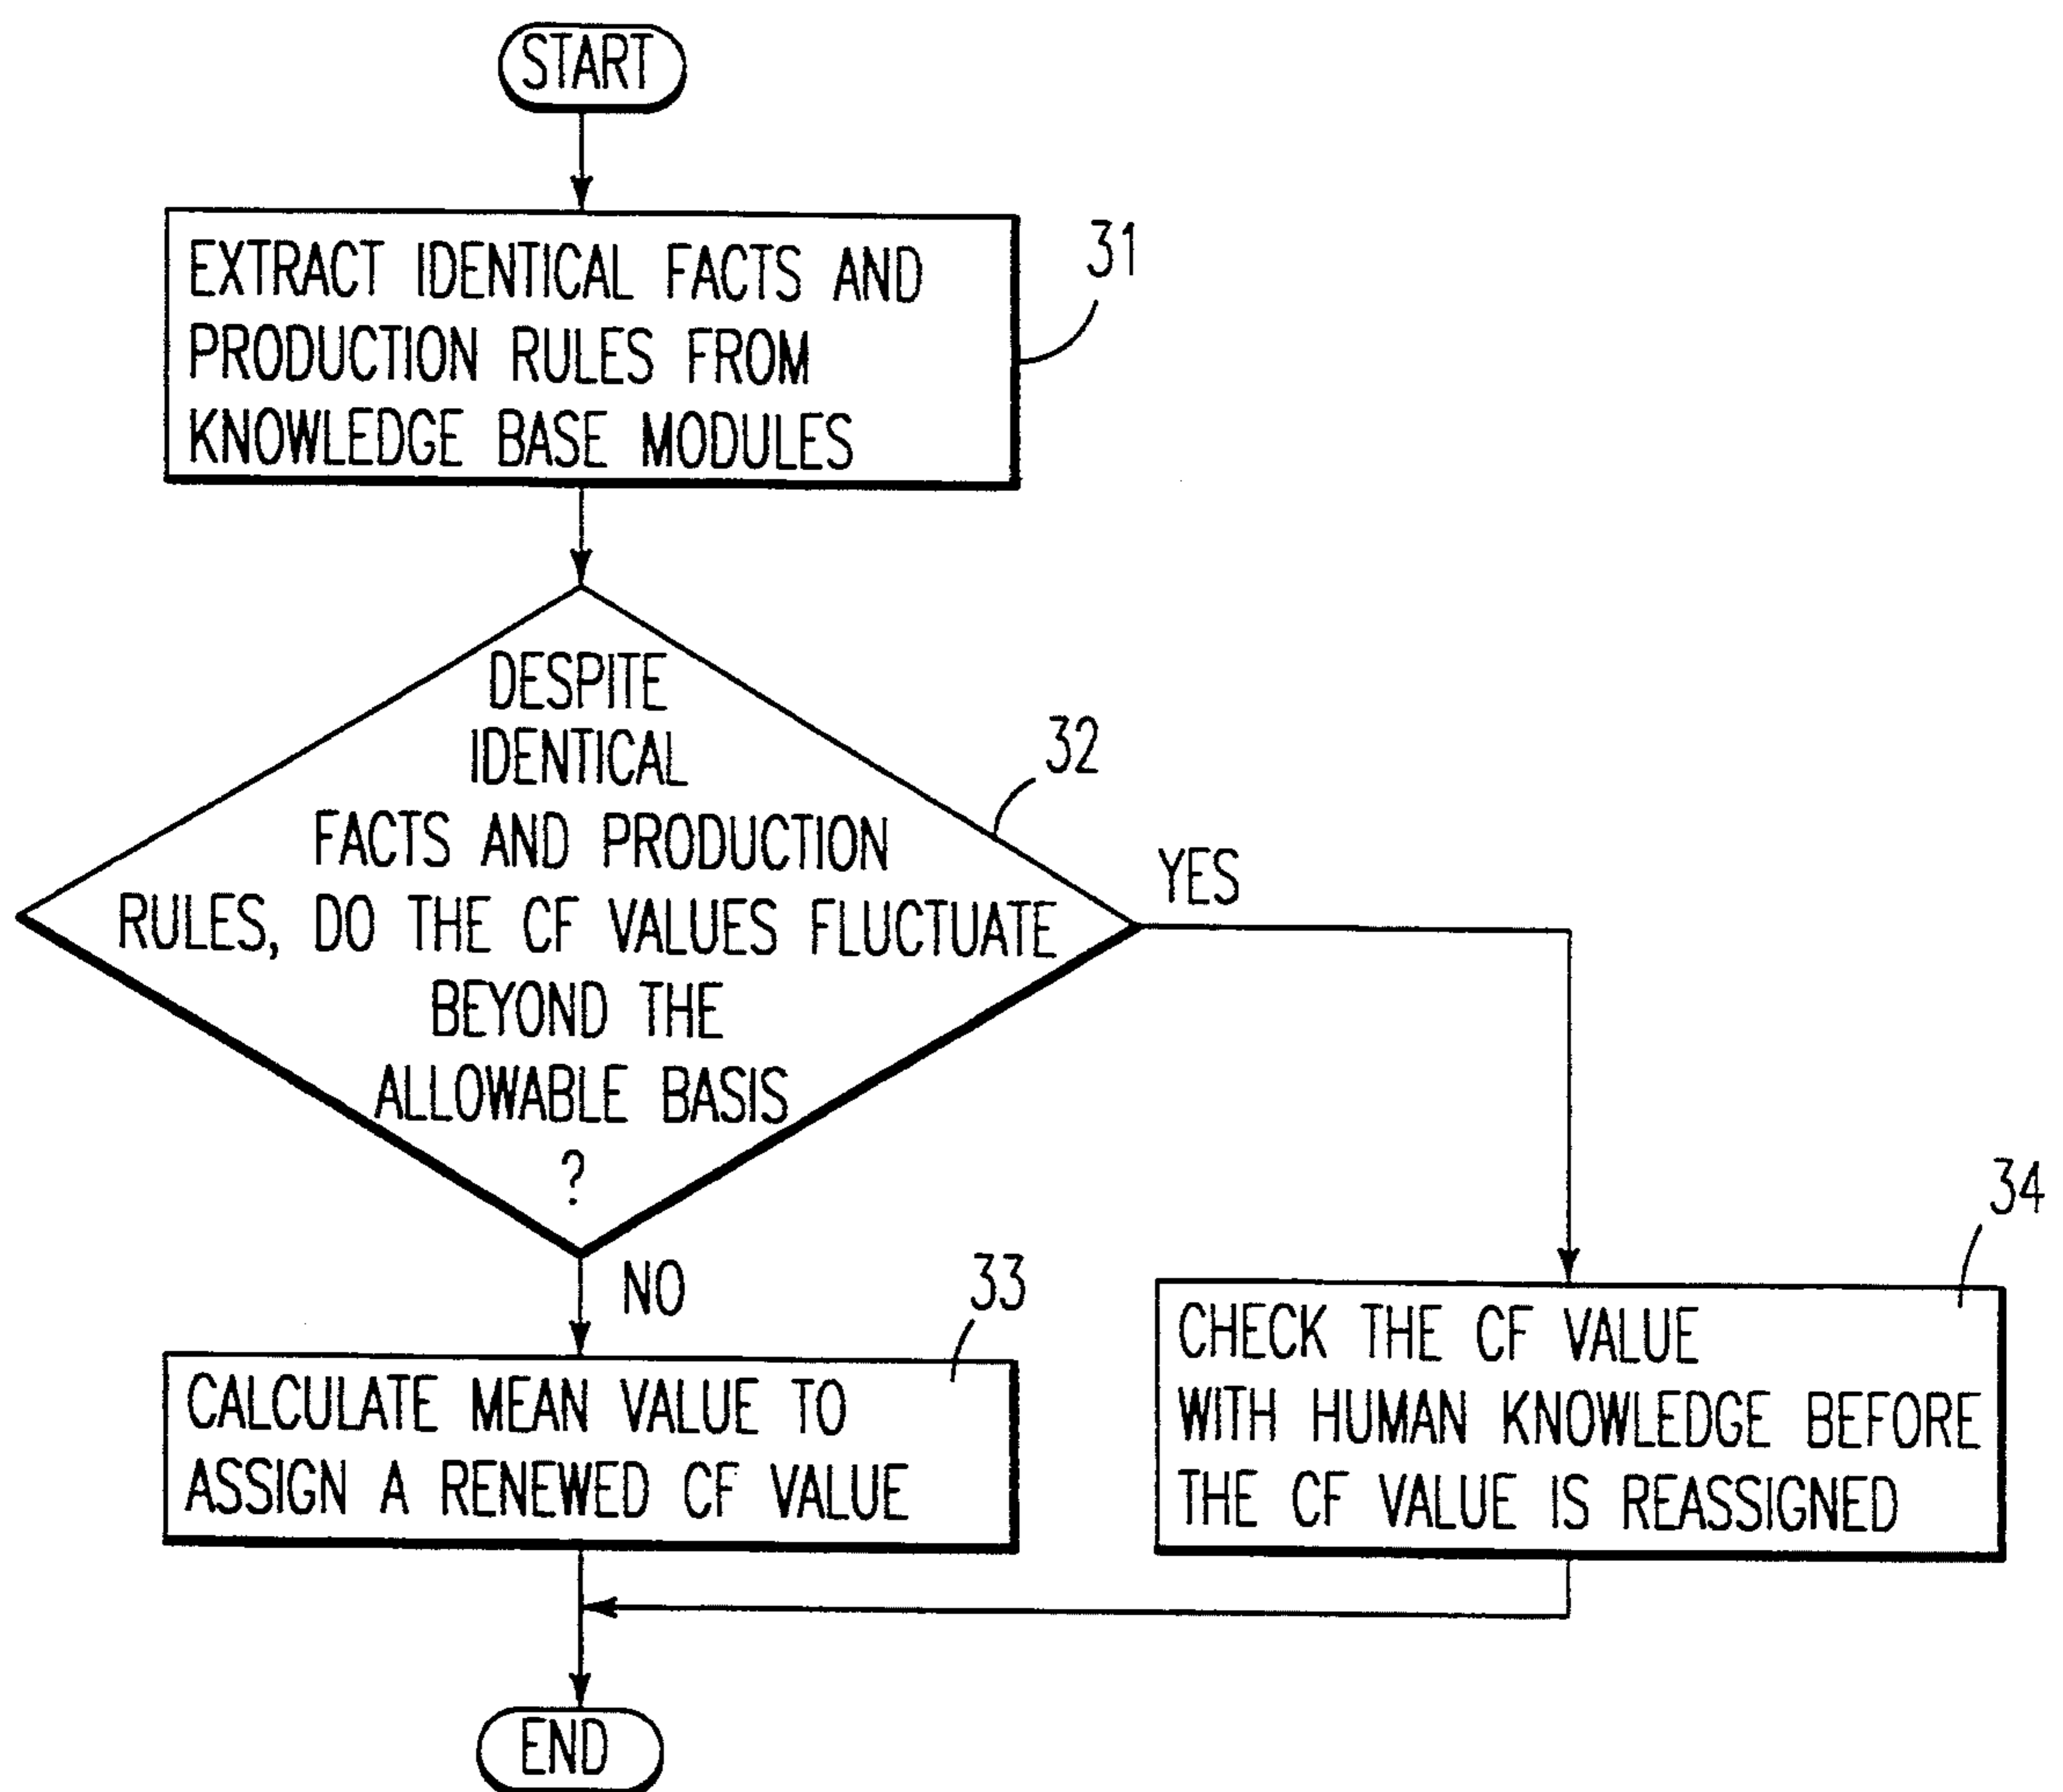 START
EXTRACT IDENTICAL FACTS AND
PRODUCTION RULES FROM
KNOWLEDGE BASE MODULES
31
DESPITE
IDENTICAL
FACTS AND PRODUCTION
RULES, DO THE CF VALUES FLUCTUATE
BEYOND THE
ALLOWABLE BASIS
?
32
YES
NO
33
CALCULATE MEAN VALUE TO
ASSIGN A RENEWED CF VALUE
34
CHECK THE CF VALUE
WITH HUMAN KNOWLEDGE BEFORE
THE CF VALUE IS REASSIGNED
END